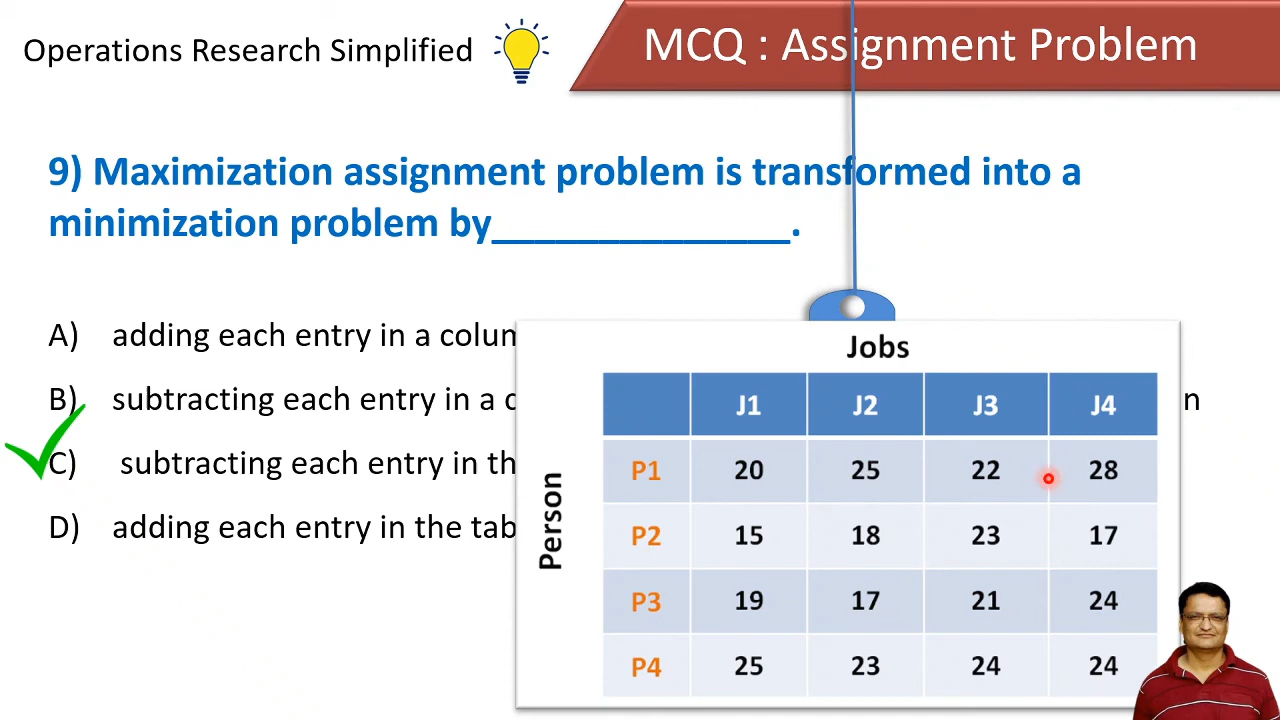 Operations Research Simplified
MCQ : Assignment Problem
9) Maximization assignment problem is transformed into a
minimization problem by______________.
A) adding each entry in a colum
B) subtracting each entry in a n
C) subtracting each entry in th
D) adding each entry in the tab
Jobs
J1 J2 J3 J4
Person
P1 20 25 22 28
P2 15 18 23 17
P3 19 17 21 24
P4 25 23 24 24